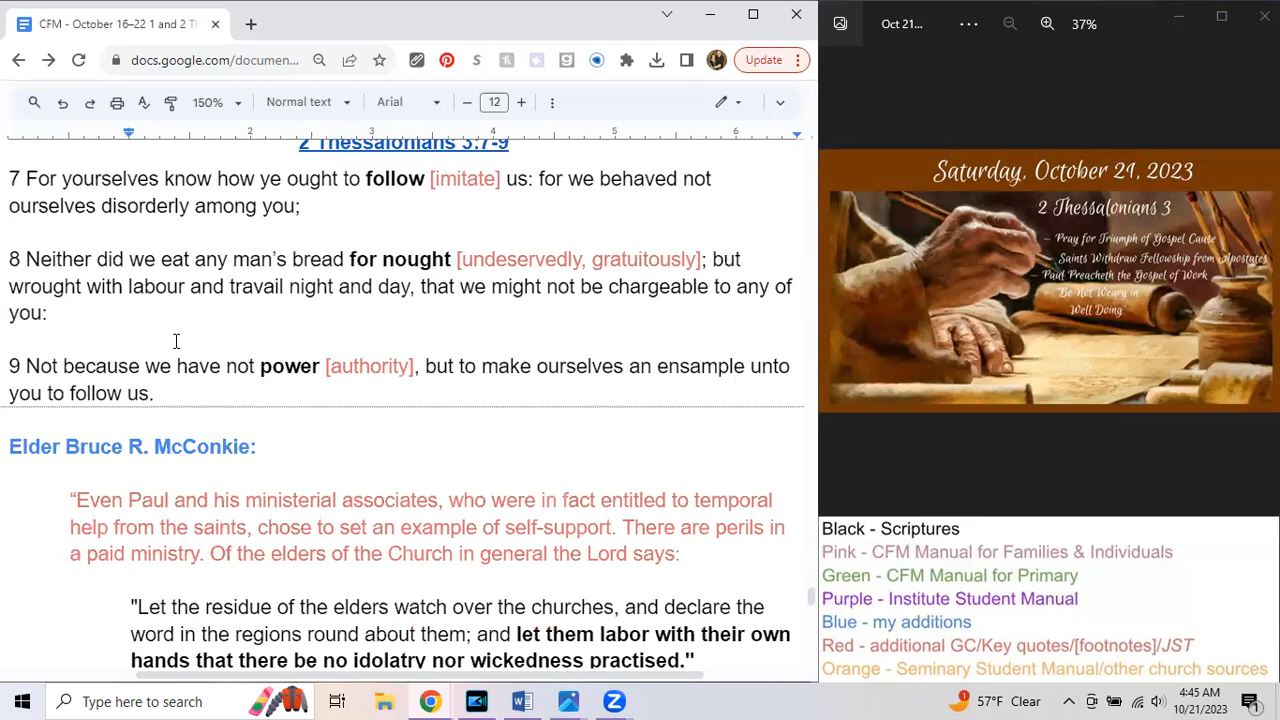 CFM - October 16–22 1 and 2 Th
docs.google.com/documen...
Update
150%
Normal text
Arial
12
2
3
4
5
6
2 Thessalonians 3:7-9
7 For yourselves know how ye ought to follow [imitate] us: for we behaved not
ourselves disorderly among you;
8 Neither did we eat any man's bread for nought [undeservedly, gratuitously]; but
wrought with labour and travail night and day, that we might not be chargeable to any of
you:
9 Not because we have not power [authority], but to make ourselves an ensample unto
you to follow us.
Elder Bruce R. McConkie:
“Even Paul and his ministerial associates, who were in fact entitled to temporal
help from the saints, chose to set an example of self-support. There are perils in
a paid ministry. Of the elders of the Church in general the Lord says:
"Let the residue of the elders watch over the churches, and declare the
word in the regions round about them; and let them labor with their own
hands that there be no idolatry nor wickedness practised."
Oct 21...
37%
Saturday, October 21, 2023
2 Thessalonians 3
– Pray for Triumph of Gospel Cause
– Saints Withdraw Fellowship from Apostates
– Paul Preacheth the Gospel of Work
– "Be Not Weary in
Well Doing"
Black - Scriptures
Pink - CFM Manual for Families & Individuals
Green - CFM Manual for Primary
Purple - Institute Student Manual
Blue - my additions
Red - additional GC/Key quotes/[footnotes]/JST
Orange - Seminary Student Manual/other church sources
Type here to search
1
57°F Clear
4:45 AM
10/21/2023
1